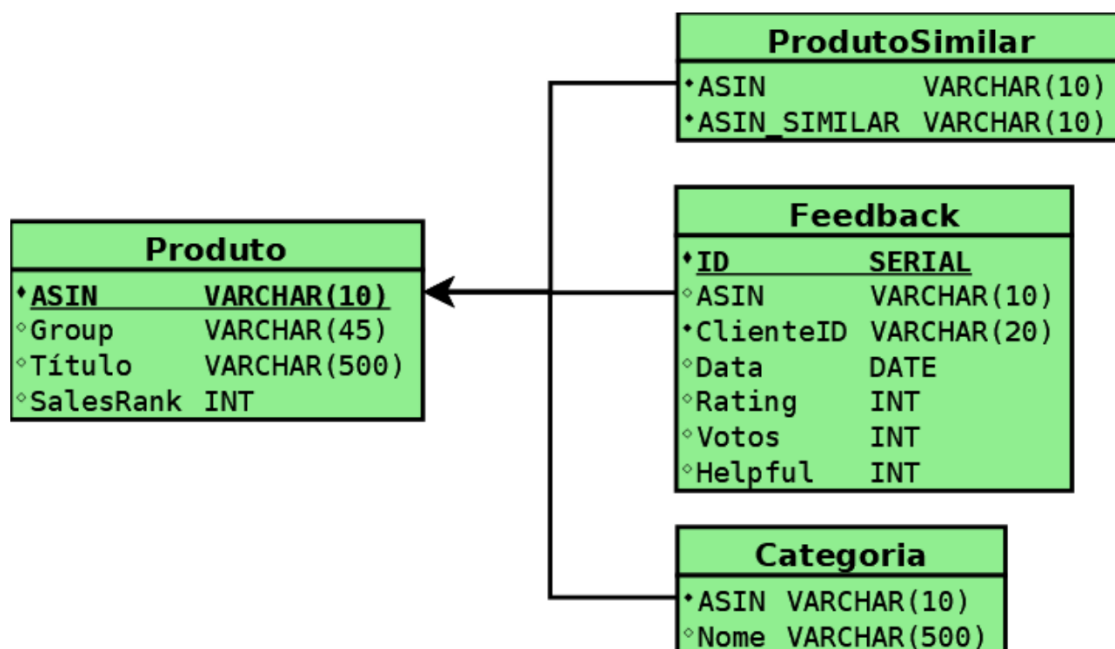 Produto
ASIN VARCHAR(10)
Group VARCHAR(45)
Título VARCHAR(500)
SalesRank INT
ProdutoSimilar
ASIN VARCHAR(10)
ASIN_SIMILAR VARCHAR(10)
Feedback
ID SERIAL
ASIN VARCHAR(10)
ClienteID VARCHAR(20)
Data DATE
Rating INT
Votos INT
Helpful INT
Categoria
ASIN VARCHAR(10)
Nome VARCHAR(500)